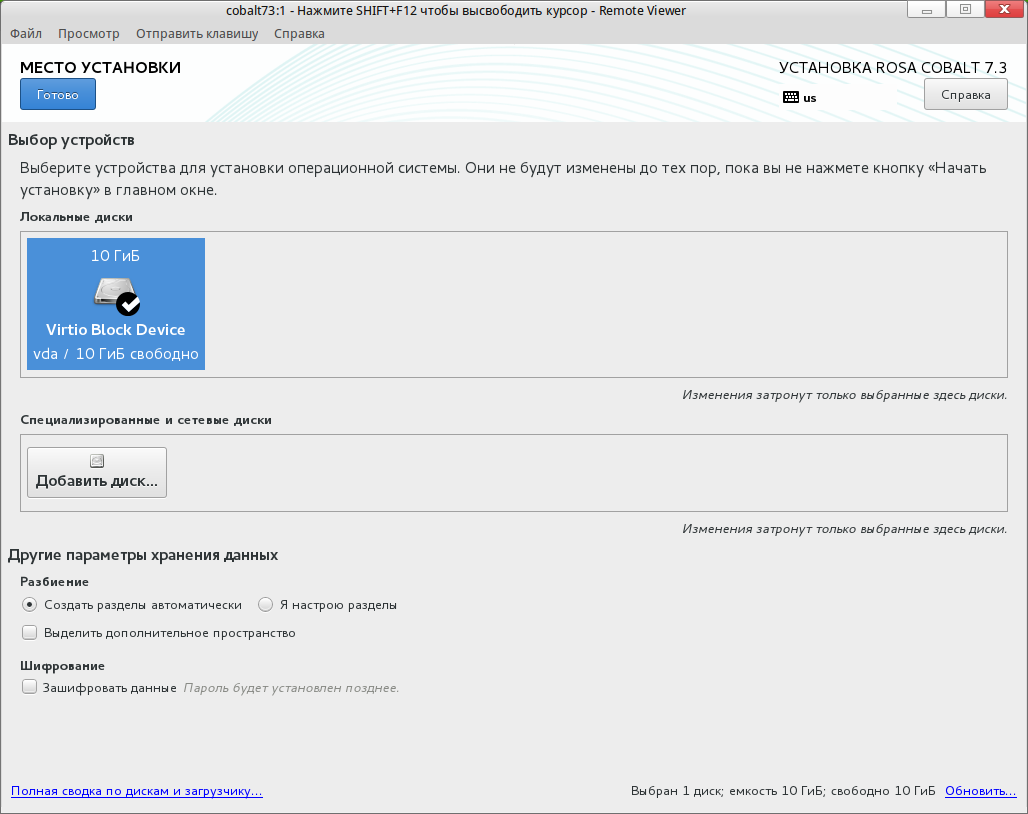 cobalt73:1 - Нажмите SHIFT+F12 чтобы высвободить курсор - Remote Viewer
Файл Просмотр Отправить клавишу Справка
МЕСТО УСТАНОВКИ
УСТАНОВКА ROSA COBALT 7.3
Готово
us
Справка
Выбор устройств
Выберите устройства для установки операционной системы. Они не будут изменены до тех пор, пока вы не нажмете кнопку «Начать
установку» в главном окне.
Локальные диски
10 ГиБ
Virtio Block Device
vda / 10 ГиБ свободно
Изменения затронут только выбранные здесь диски.
Специализированные и сетевые диски
Добавить диск...
Изменения затронут только выбранные здесь диски.
Другие параметры хранения данных
Разбиение
Создать разделы автоматически Я настрою разделы
Выделить дополнительное пространство
Шифрование
Зашифровать данные Пароль будет установлен позднее.
Полная сводка по дискам и загрузчику...
Выбран 1 диск; емкость 10 ГиБ; свободно 10 ГиБ Обновить...